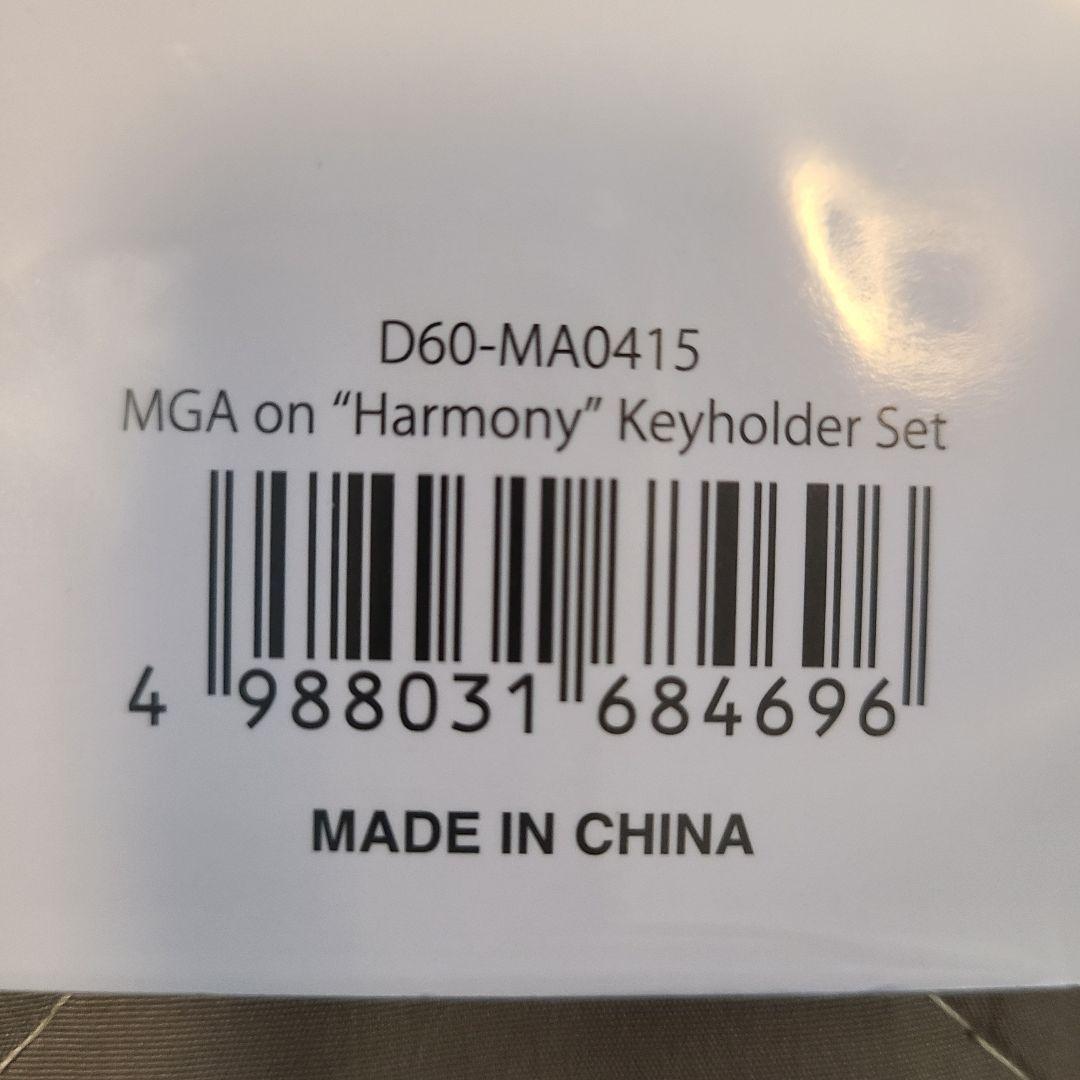 D60-MA0415
MGA on “Harmony” Keyholder Set
4 988031 684696
MADE IN CHINA